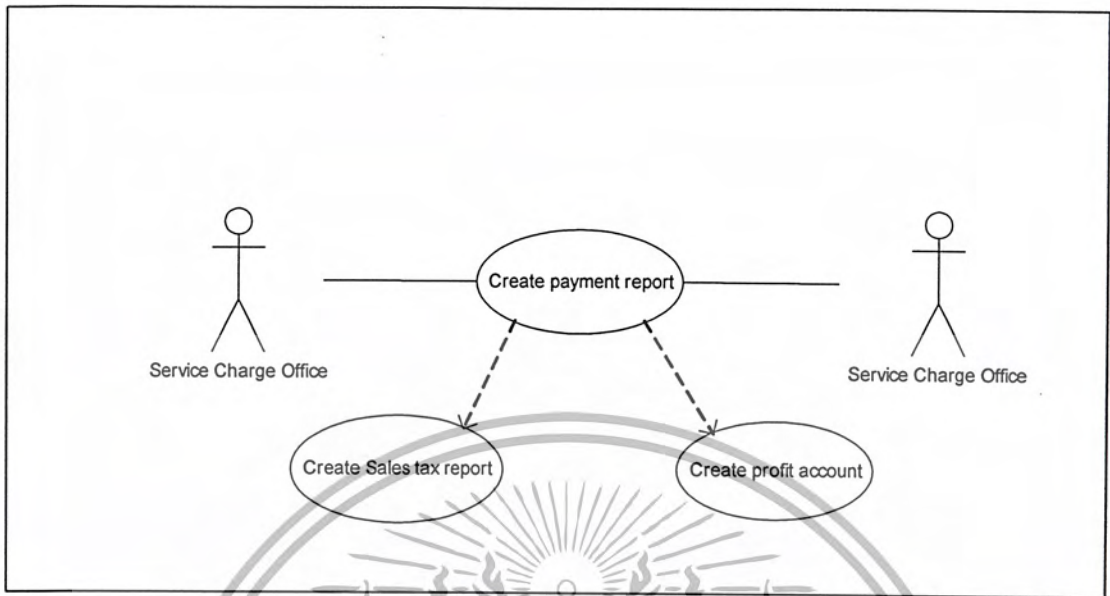 Create payment report
Service Charge Office
Service Charge Office
Create Sales tax report
Create profit account